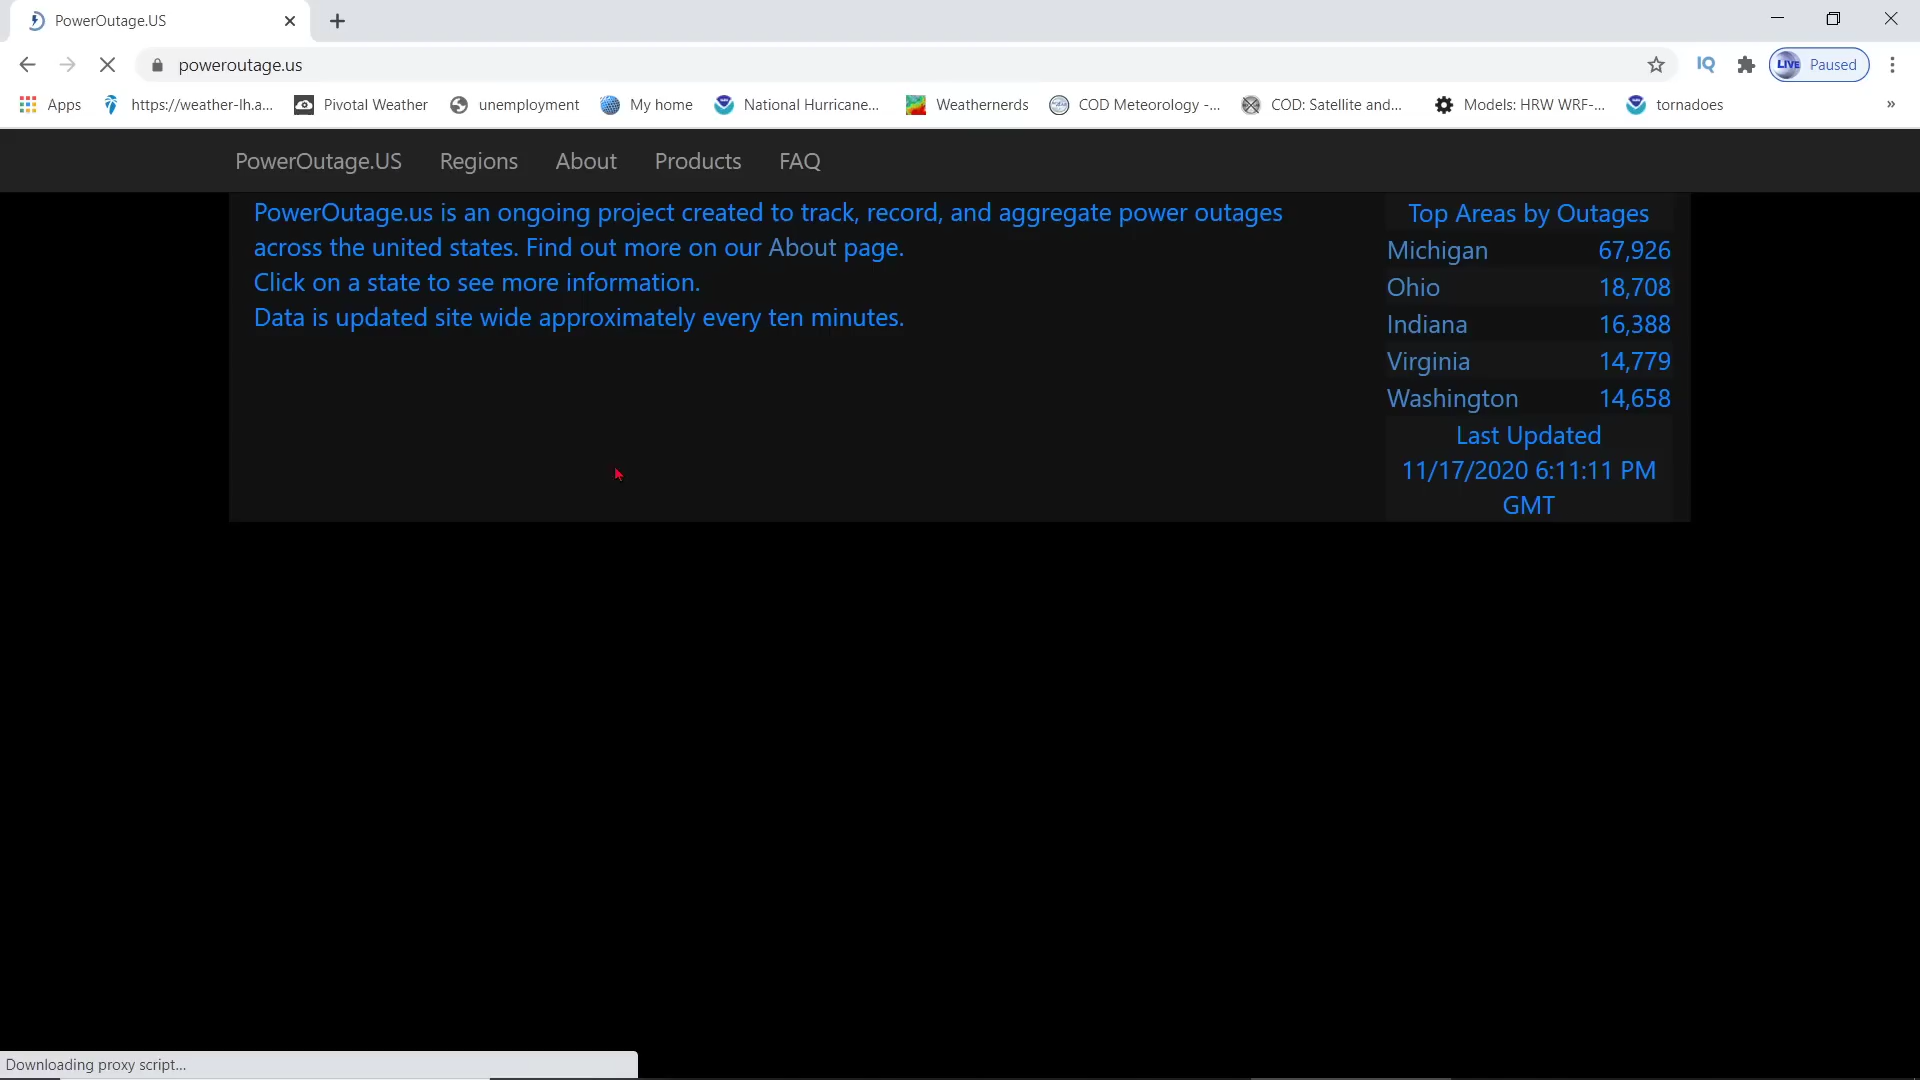 PowerOutage.US
poweroutage.us
LIVE Paused
IQ
Apps https://weather-lh.a... Pivotal Weather unemployment My home National Hurricane... Weathernerds COD Meteorology -... COD: Satellite and... Models: HRW WRF-... tornadoes »
PowerOutage.US Regions About Products FAQ
PowerOutage.us is an ongoing project created to track, record, and aggregate power outages
across the united states. Find out more on our About page.
Click on a state to see more information.
Data is updated site wide approximately every ten minutes.
Top Areas by Outages
Michigan 67,926
Ohio 18,708
Indiana 16,388
Virginia 14,779
Washington 14,658
Last Updated
11/17/2020 6:11:11 PM
GMT
Downloading proxy script...